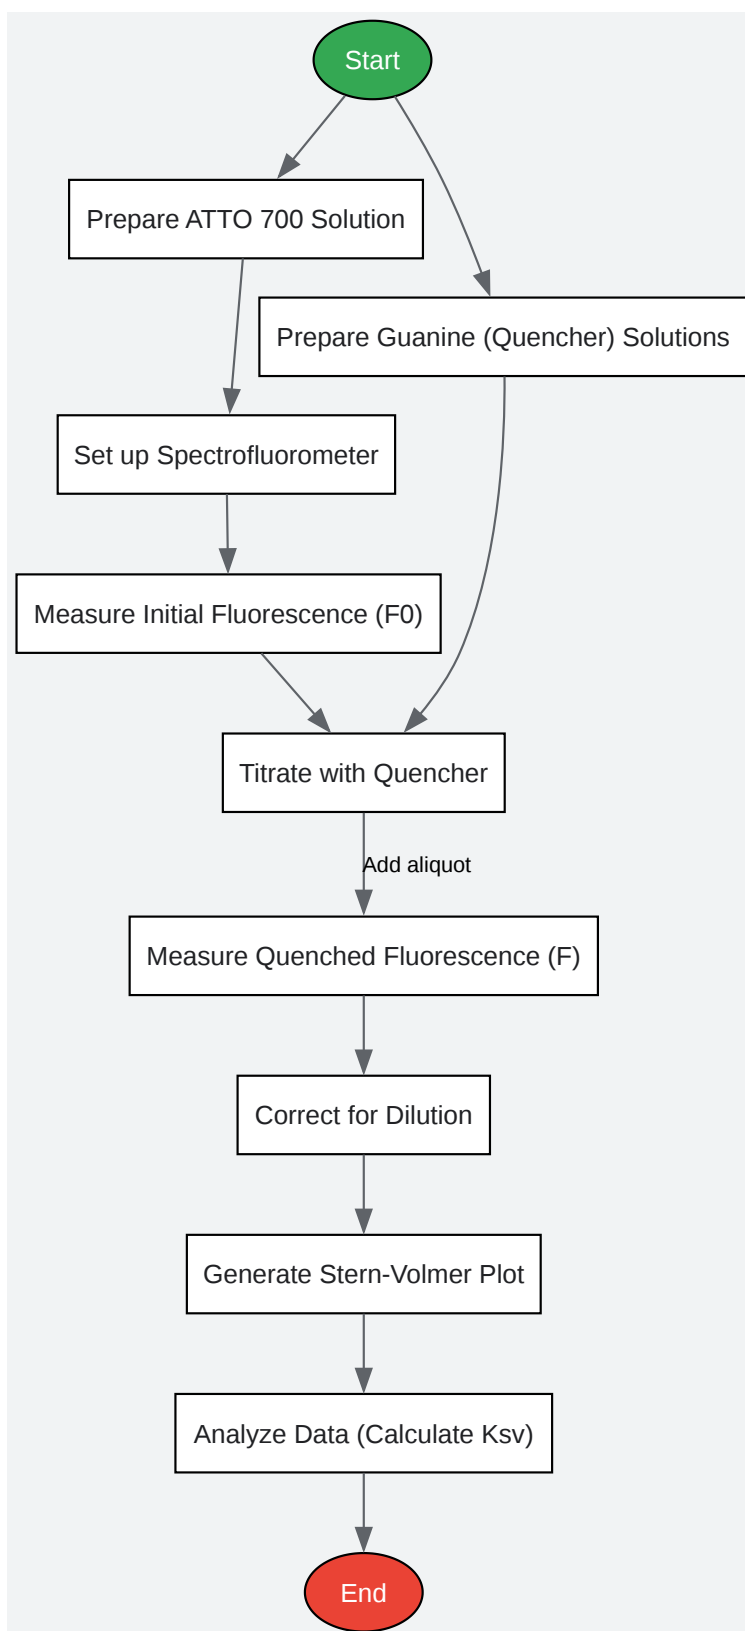 Start
Prepare ATTO 700 Solution
Prepare Guanine (Quencher) Solutions
Set up Spectrofluorometer
Measure Initial Fluorescence (F0)
Titrate with Quencher
Add aliquot
Measure Quenched Fluorescence (F)
Correct for Dilution
Generate Stern-Volmer Plot
Analyze Data (Calculate Ksv)
End